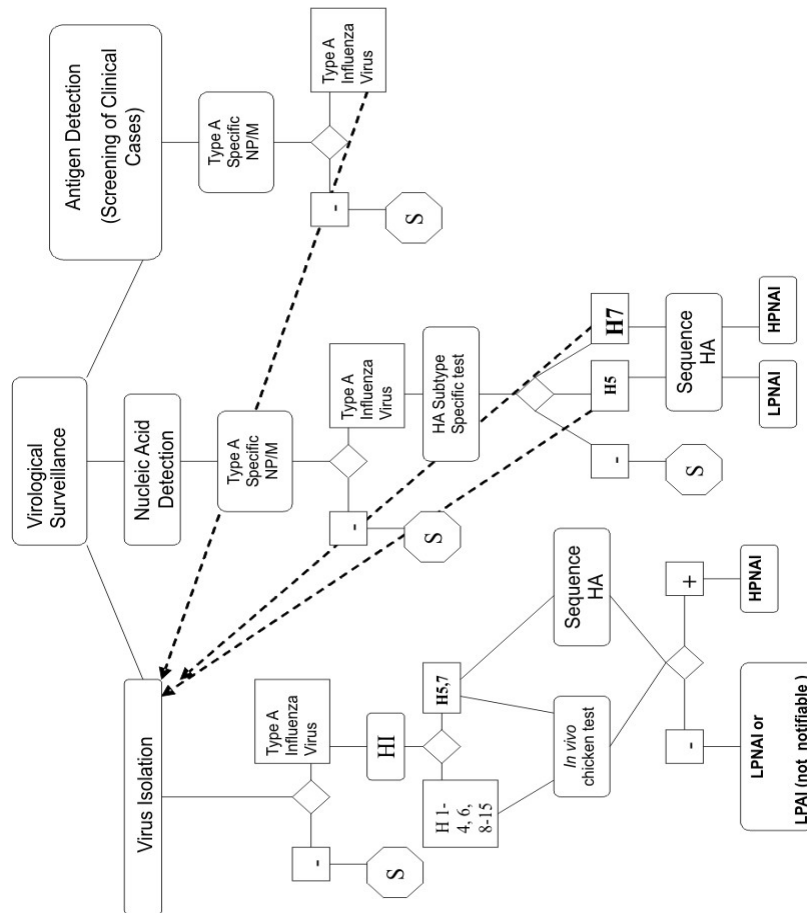 Virological
Surveillance
Virus Isolation
Nucleic Acid
Detection
Antigen Detection
(Screening of Clinical
Cases)
-
S
Type A
Influenza
Virus
HI
H 1-
4, 6,
8-15
H5,7
In vivo
chicken test
Sequence
HA
-
+
LPNAI or
LPAI (not notifiable )
HPNAI
Type A
Specific
NP/M
-
S
Type A
Influenza
Virus
HA Subtype
Specific test
-
S
H5
H7
Sequence
HA
LPNAI
HPNAI
Type A
Specific
NP/M
-
S
Type A
Influenza
Virus